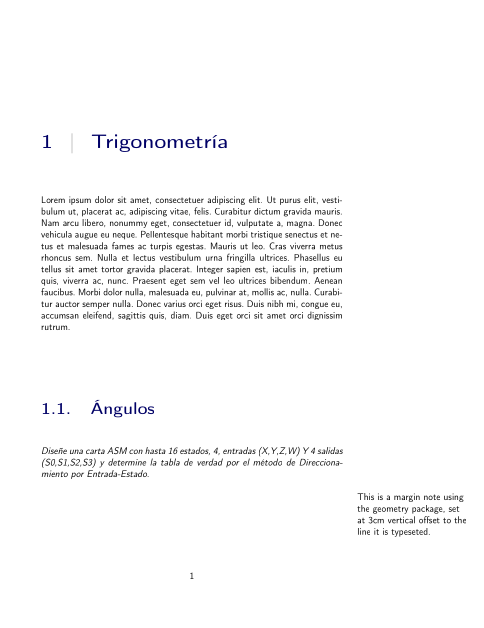 1 | Trigonometría
Lorem ipsum dolor sit amet, consectetuer adipiscing elit. Ut purus elit, vesti-
bulum ut, placerat ac, adipiscing vitae, felis. Curabitur dictum gravida mauris.
Nam arcu libero, nonummy eget, consectetuer id, vulputate a, magna. Donec
vehicula augue eu neque. Pellentesque habitant morbi tristique senectus et ne-
tus et malesuada fames ac turpis egestas. Mauris ut leo. Cras viverra metus
rhoncus sem. Nulla et lectus vestibulum urna fringilla ultrices. Phasellus eu
tellus sit amet tortor gravida placerat. Integer sapien est, iaculis in, pretium
quis, viverra ac, nunc. Praesent eget sem vel leo ultrices bibendum. Aenean
faucibus. Morbi dolor nulla, malesuada eu, pulvinar at, mollis ac, nulla. Curabi-
tur auctor semper nulla. Donec varius orci eget risus. Duis nibh mi, congue eu,
accumsan eleifend, sagittis quis, diam. Duis eget orci sit amet orci dignissim
rutrum.
1.1. Ángulos
Diseñe una carta ASM con hasta 16 estados, 4, entradas (X,Y,Z,W) Y 4 salidas
(S0,S1,S2,S3) y determine la tabla de verdad por el método de Direcciona-
miento por Entrada-Estado.
This is a margin note using
the geometry package, set
at 3cm vertical offset to the
line it is typeseted.
1